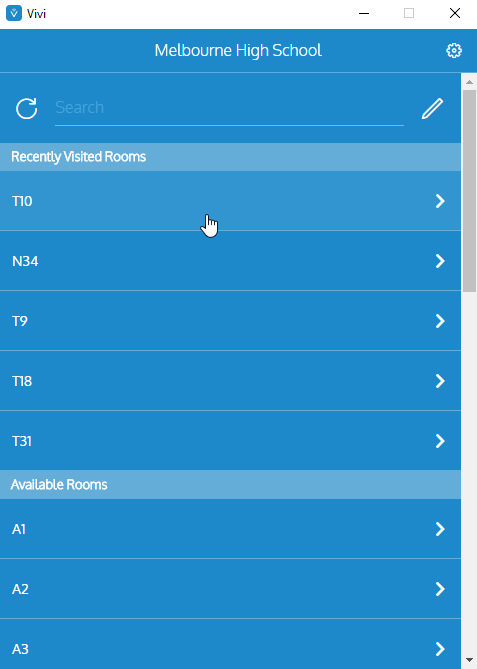 Vivi
Melbourne High School
Search
Recently Visited Rooms
T10
N34
T9
T18
T31
Available Rooms
A1
A2
A3